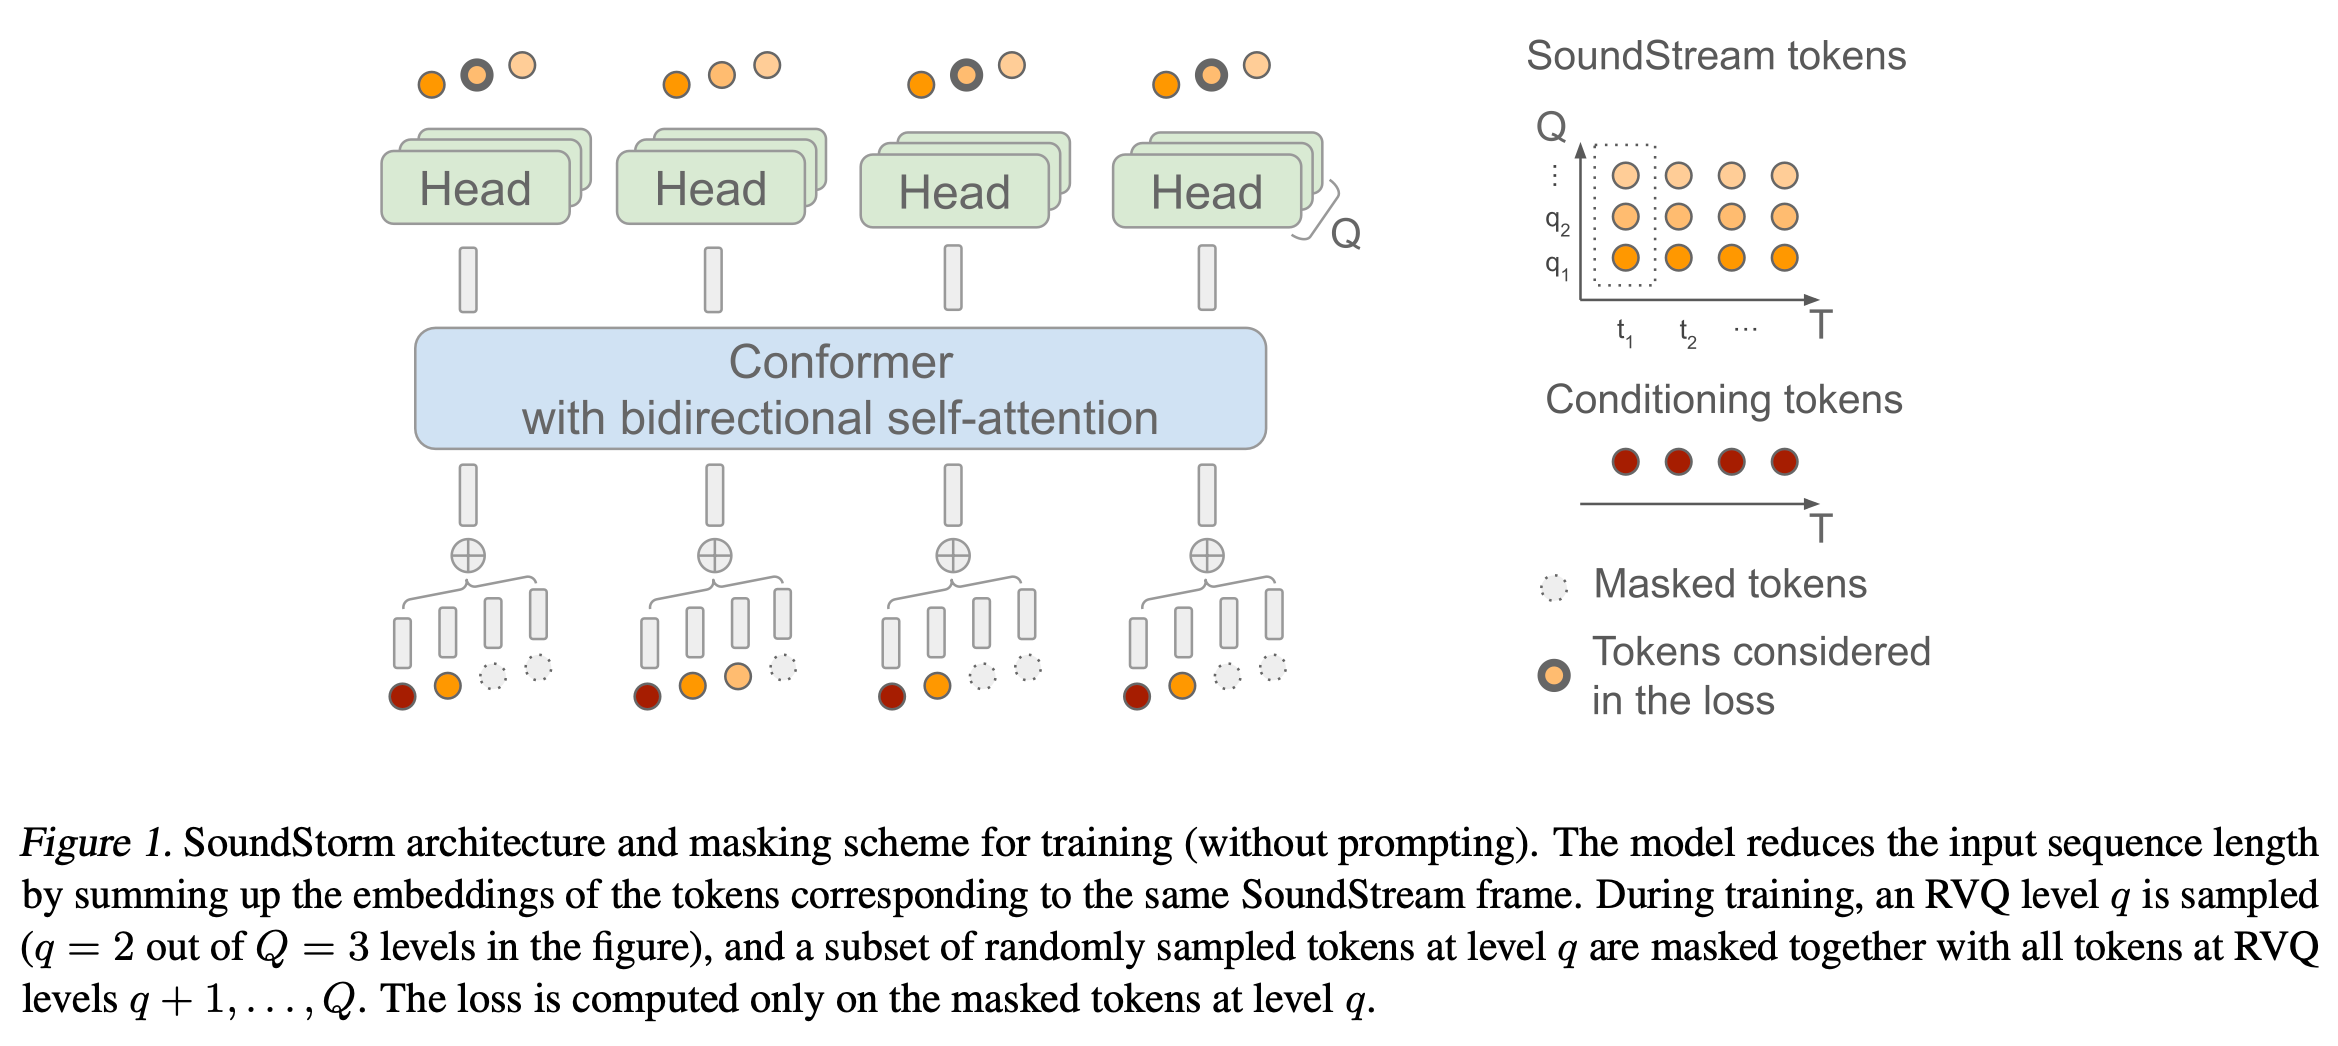 Head
Head
Head
Head
Q
Conformer
with bidirectional self-attention
SoundStream tokens
Q
⋮
q₂
q₁
t₁ t₂ ... T
Conditioning tokens
T
Masked tokens
Tokens considered
in the loss
Figure 1. SoundStorm architecture and masking scheme for training (without prompting). The model reduces the input sequence length
by summing up the embeddings of the tokens corresponding to the same SoundStream frame. During training, an RVQ level q is sampled
(q = 2 out of Q = 3 levels in the figure), and a subset of randomly sampled tokens at level q are masked together with all tokens at RVQ
levels q + 1, . . . , Q. The loss is computed only on the masked tokens at level q.